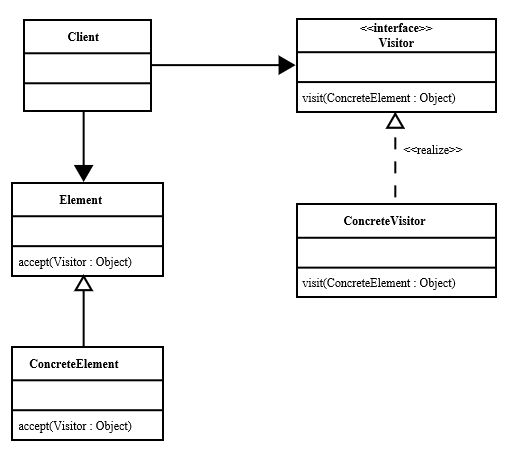 Client
<<interface>>
Visitor
visit(ConcreteElement : Object)
<<realize>>
Element
accept(Visitor : Object)
ConcreteVisitor
visit(ConcreteElement : Object)
ConcreteElement
accept(Visitor : Object)